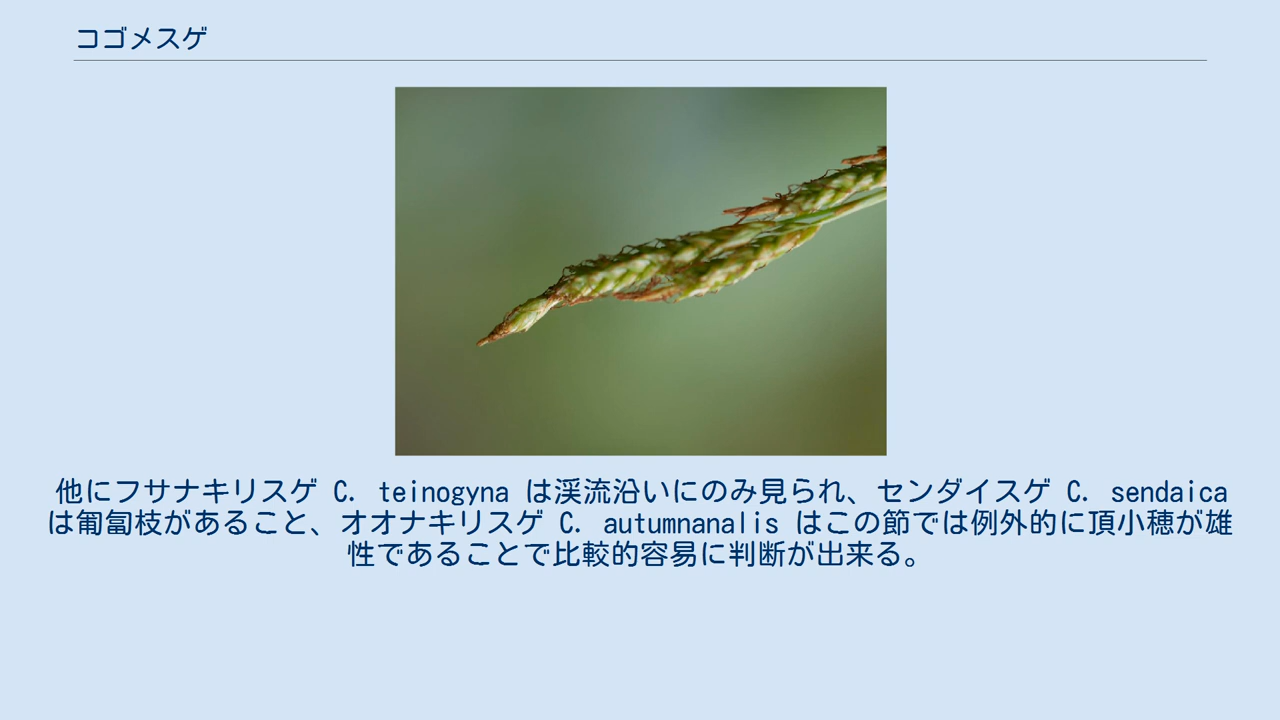 コゴメスゲ
他にフサナキリスゲ C. teinogyna は渓流沿いにのみ見られ、センダイスゲ C. sendaica
は匍匐枝があること、オオナキリスゲ C. autumnanalis はこの節では例外的に頂小穂が雄
性であることで比較的容易に判断が出来る。